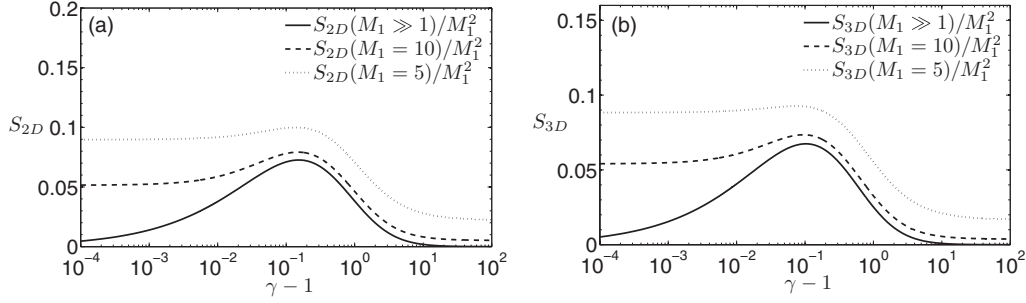 (a)
0.2
0.15
0.1
0.05
0
S_{2D}
S_{2D}(M_1 ≫ 1)/M_1^2
S_{2D}(M_1 = 10)/M_1^2
S_{2D}(M_1 = 5)/M_1^2
10^{-4} 10^{-3} 10^{-2} 10^{-1} 10^0 10^1 10^2
γ − 1
(b)
0.15
0.1
0.05
0
S_{3D}
S_{3D}(M_1 ≫ 1)/M_1^2
S_{3D}(M_1 = 10)/M_1^2
S_{3D}(M_1 = 5)/M_1^2
10^{-4} 10^{-3} 10^{-2} 10^{-1} 10^0 10^1 10^2
γ − 1